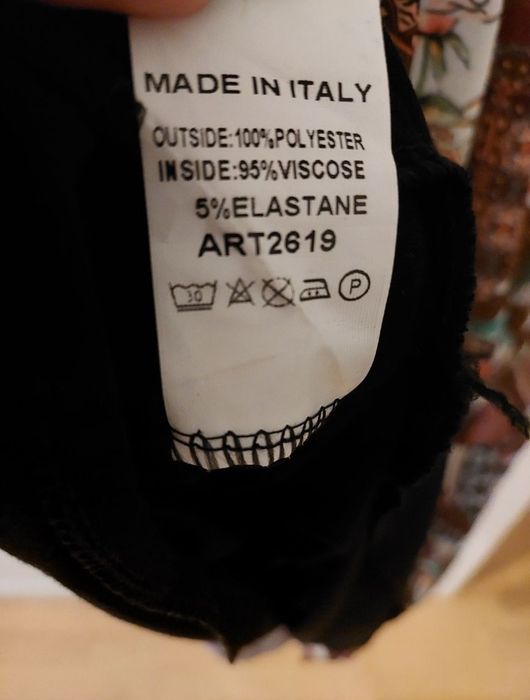 MADE IN ITALY
OUTSIDE:100%POLYESTER
INSIDE:95%VISCOSE
5%ELASTANE
ART2619
30 P